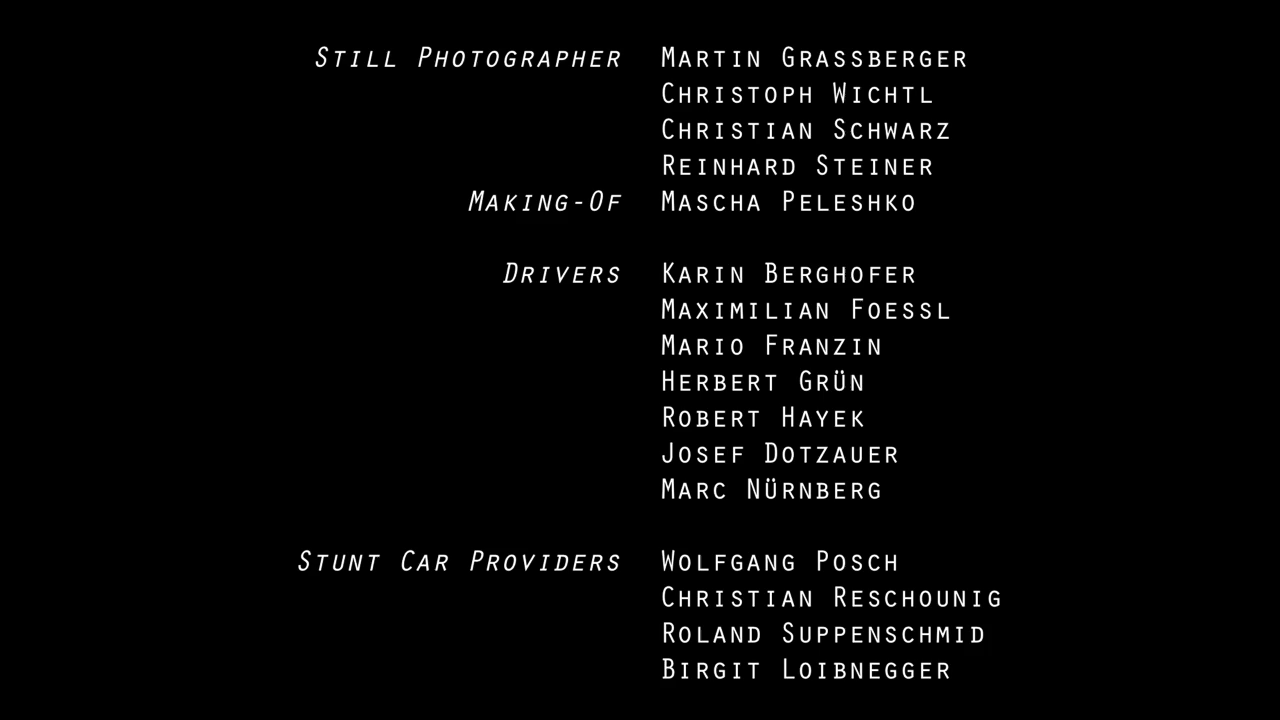 Still Photographer Martin Grassberger
Christoph Wichtl
Christian Schwarz
Reinhard Steiner
Making-Of Mascha Peleshko
Drivers Karin Berghofer
Maximilian Foessl
Mario Franzin
Herbert Grün
Robert Hayek
Josef Dotzauer
Marc Nürnberg
Stunt Car Providers Wolfgang Posch
Christian Reschounig
Roland Suppenschmid
Birgit Loibnegger